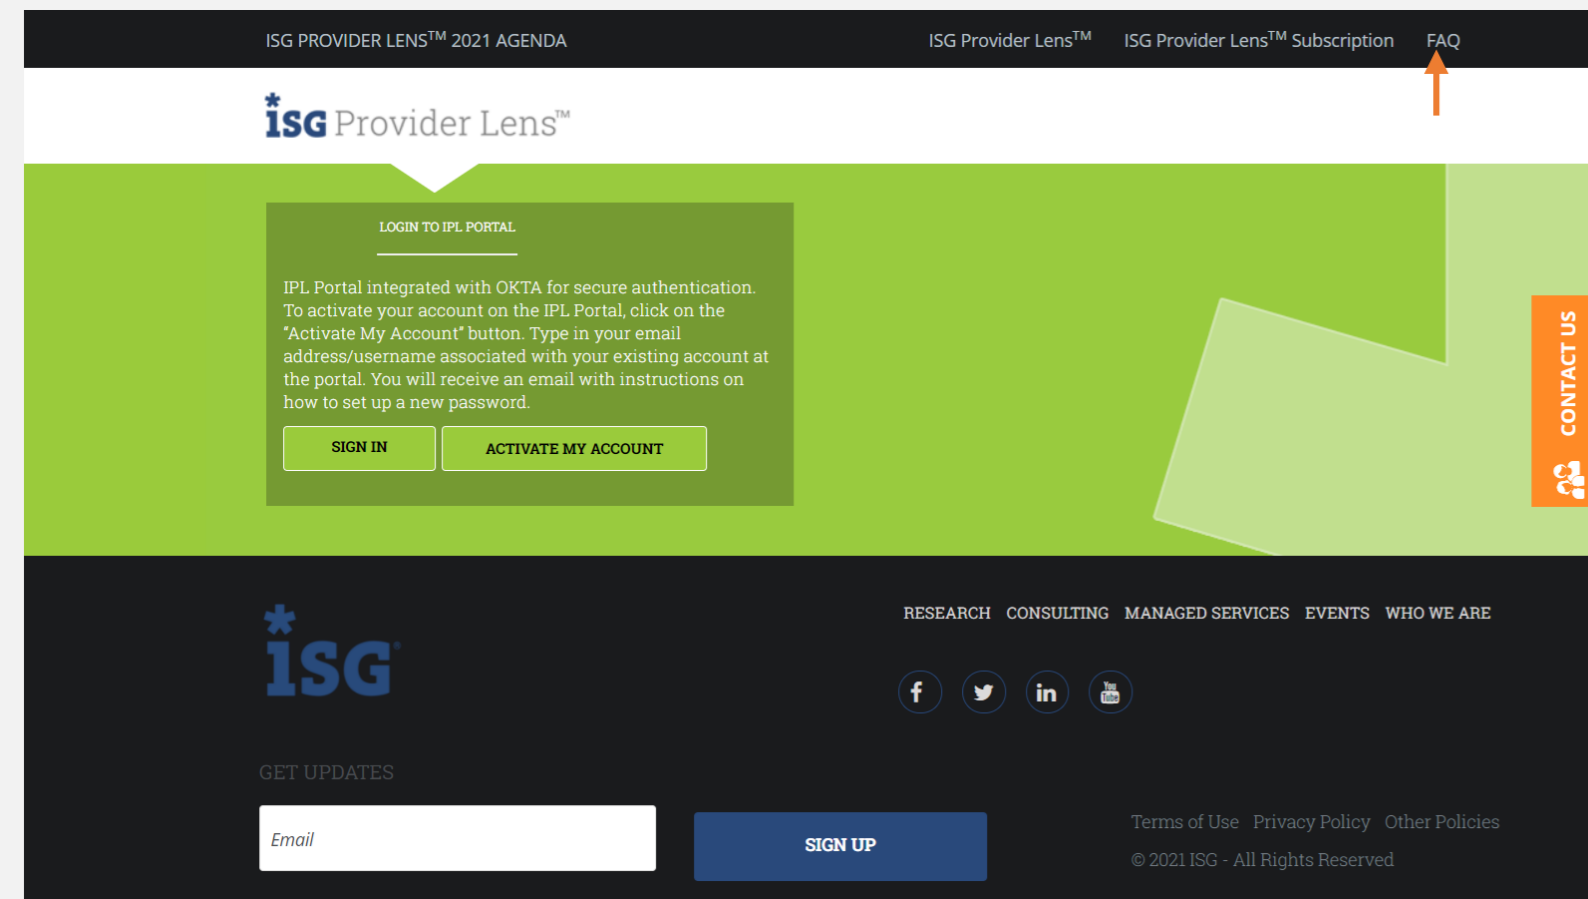 ISG PROVIDER LENS™ 2021 AGENDA
ISG Provider Lens™ ISG Provider Lens™ Subscription FAQ
ISG Provider Lens™
LOGIN TO IPL PORTAL
IPL Portal integrated with OKTA for secure authentication.
To activate your account on the IPL Portal, click on the
“Activate My Account” button. Type in your email
address/username associated with your existing account at
the portal. You will receive an email with instructions on
how to set up a new password.
SIGN IN
ACTIVATE MY ACCOUNT
CONTACT US
ISG®
RESEARCH CONSULTING MANAGED SERVICES EVENTS WHO WE ARE
You Tube
GET UPDATES
Email
SIGN UP
Terms of Use Privacy Policy Other Policies
© 2021 ISG - All Rights Reserved